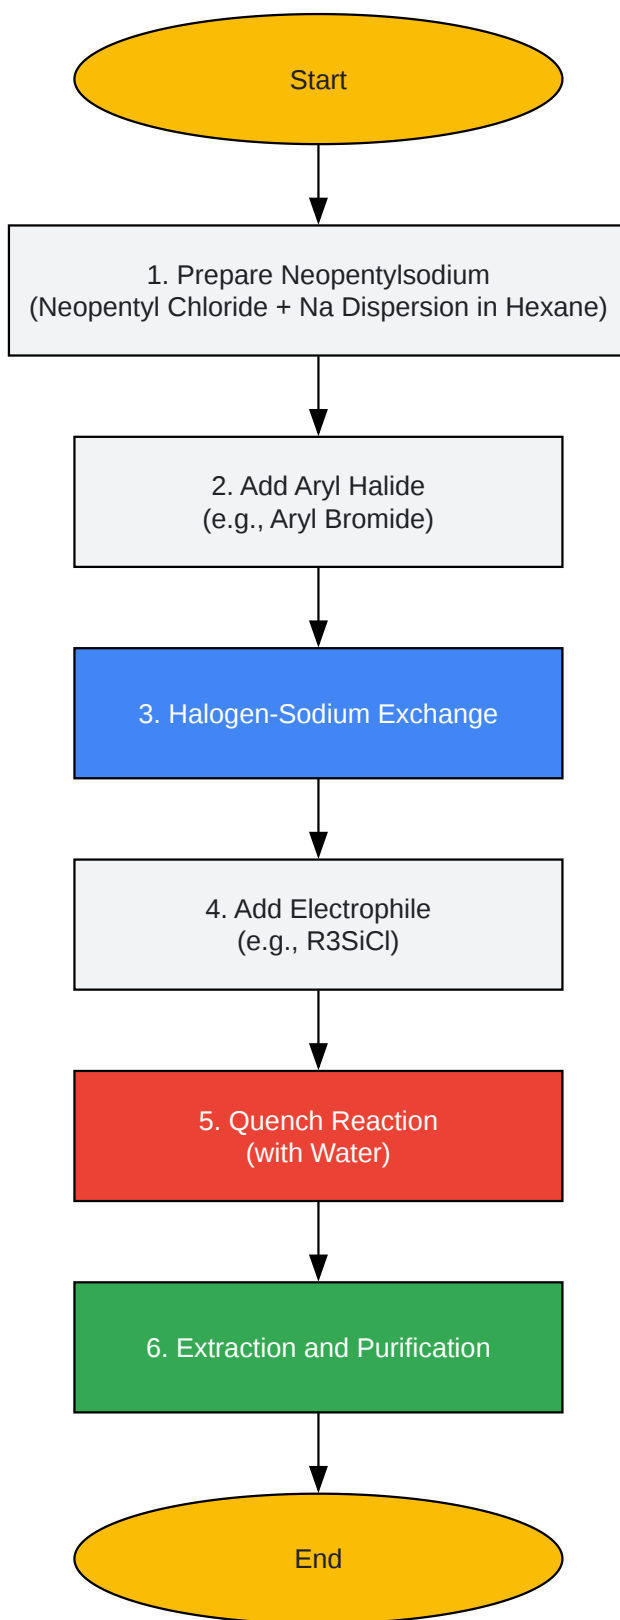 Start
1. Prepare Neopentylsodium
(Neopentyl Chloride + Na Dispersion in Hexane)
2. Add Aryl Halide
(e.g., Aryl Bromide)
3. Halogen-Sodium Exchange
4. Add Electrophile
(e.g., R3SiCl)
5. Quench Reaction
(with Water)
6. Extraction and Purification
End